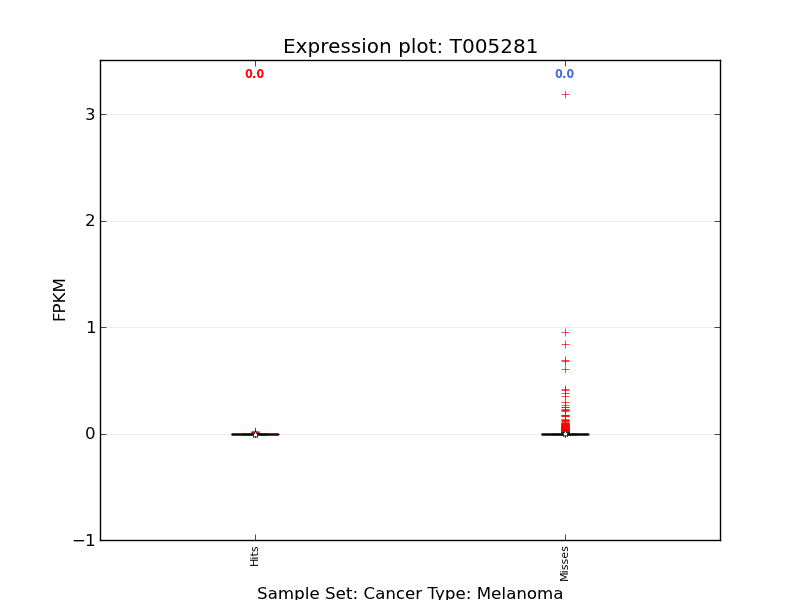 Expression plot: T005281
0.0 0.0
3
2
1
0
−1
FPKM
Hits Misses
Sample Set: Cancer Type: Melanoma